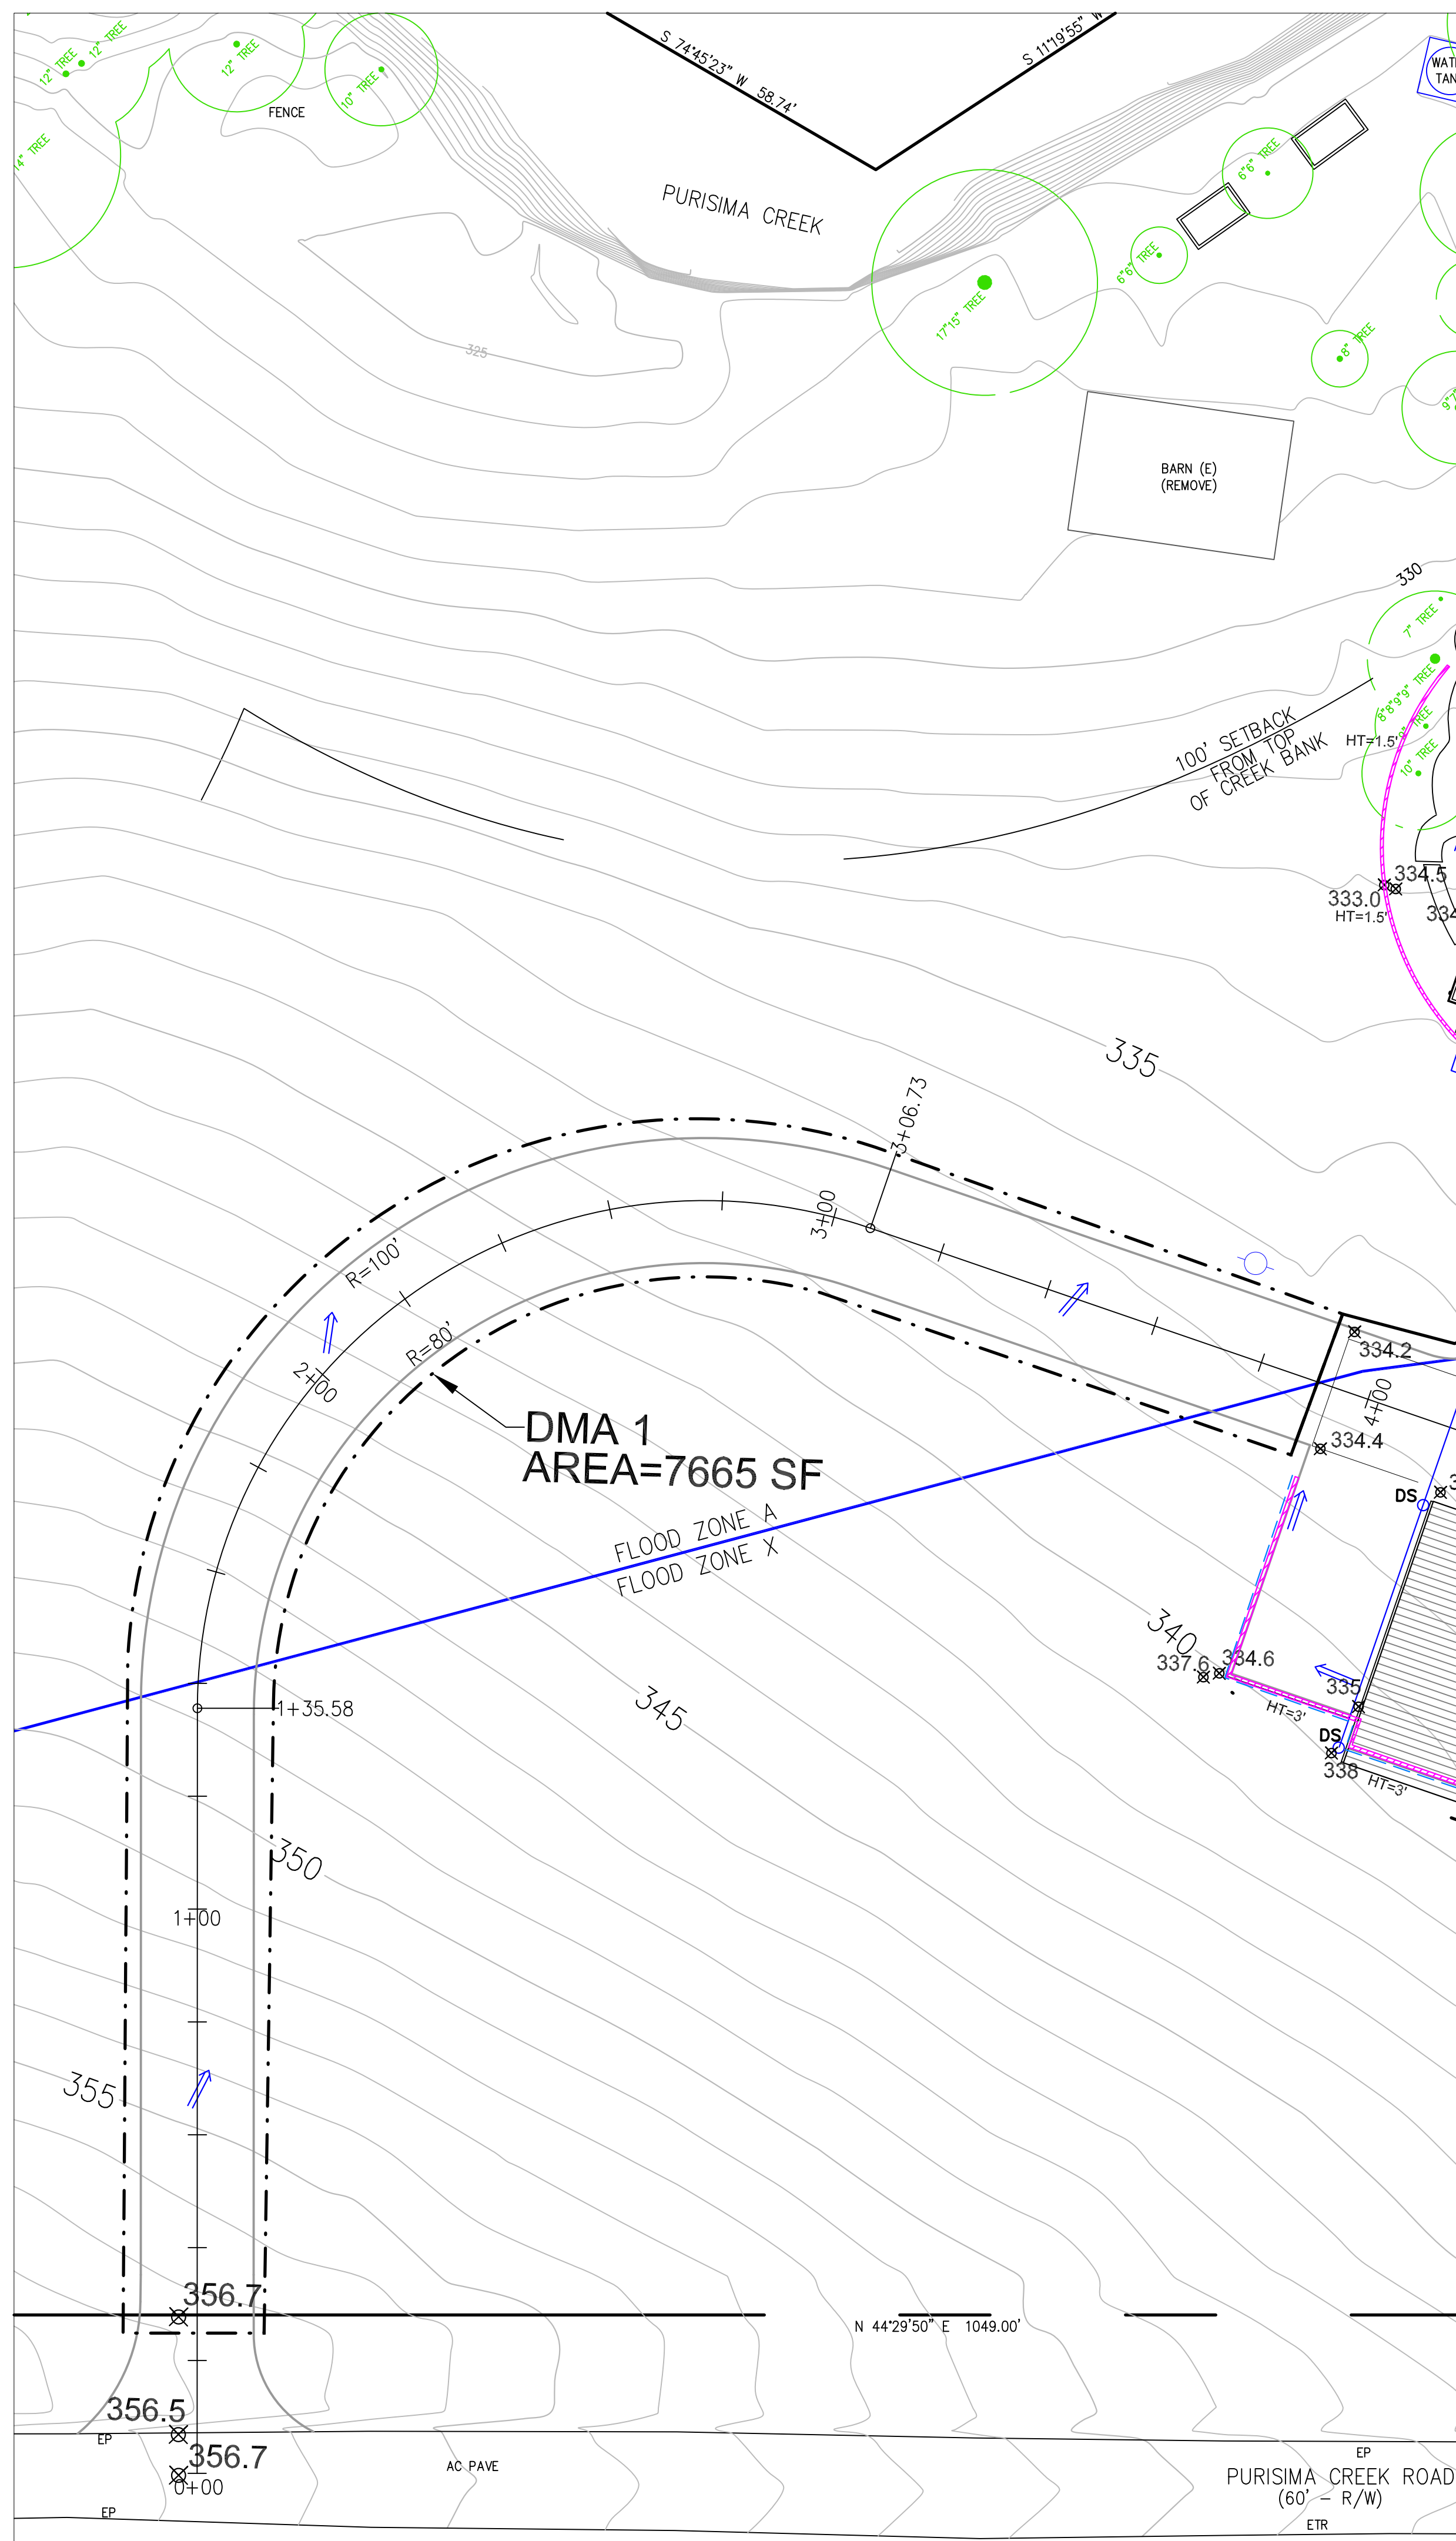 12" TREE
12" TREE
12" TREE
10" TREE
14" TREE
FENCE
S 74°45'23" W 58.74'
S 11°19'55" W
PURISIMA CREEK
6"6" TREE
6"6" TREE
17"15" TREE
8" TREE
325
BARN (E)
(REMOVE)
330
7" TREE
8"8"9"9" TREE
TREE
10" TREE
HT=1.5'
100' SETBACK
FROM TOP
OF CREEK BANK
334.5
333.0
HT=1.5'
335
3+06.73
3+00
R=100'
R=80'
2+00
334.2
4+00
334.4
DMA 1
AREA=7665 SF
DS
FLOOD ZONE A
FLOOD ZONE X
340
337.6
334.6
335
HT=3'
DS
338
HT=3'
345
1+35.58
350
1+00
355
356.7
N 44°29'50" E 1049.00'
356.5
EP
356.7
0+00
AC PAVE
EP
PURISIMA CREEK ROAD
(60' - R/W)
EP
ETR